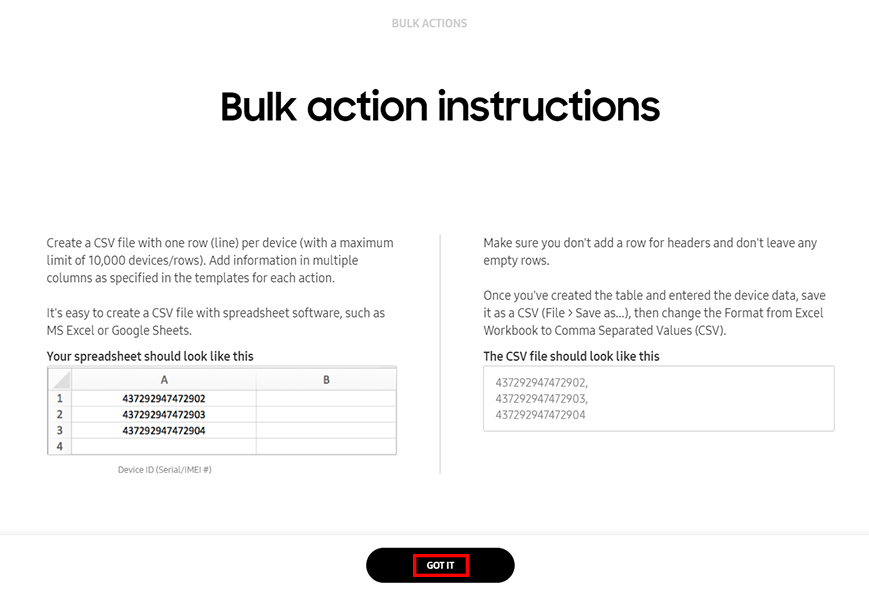 BULK ACTIONS
Bulk action instructions
Create a CSV file with one row (line) per device (with a maximum
limit of 10,000 devices/rows). Add information in multiple
columns as specified in the templates for each action.
It's easy to create a CSV file with spreadsheet software, such as
MS Excel or Google Sheets.
Your spreadsheet should look like this
A B
1 437292947472902
2 437292947472903
3 437292947472904
4
Device ID (Serial/IMEI #)
Make sure you don't add a row for headers and don't leave any
empty rows.
Once you've created the table and entered the device data, save
it as a CSV (File > Save as...), then change the Format from Excel
Workbook to Comma Separated Values (CSV).
The CSV file should look like this
437292947472902,
437292947472903,
437292947472904
GOT IT